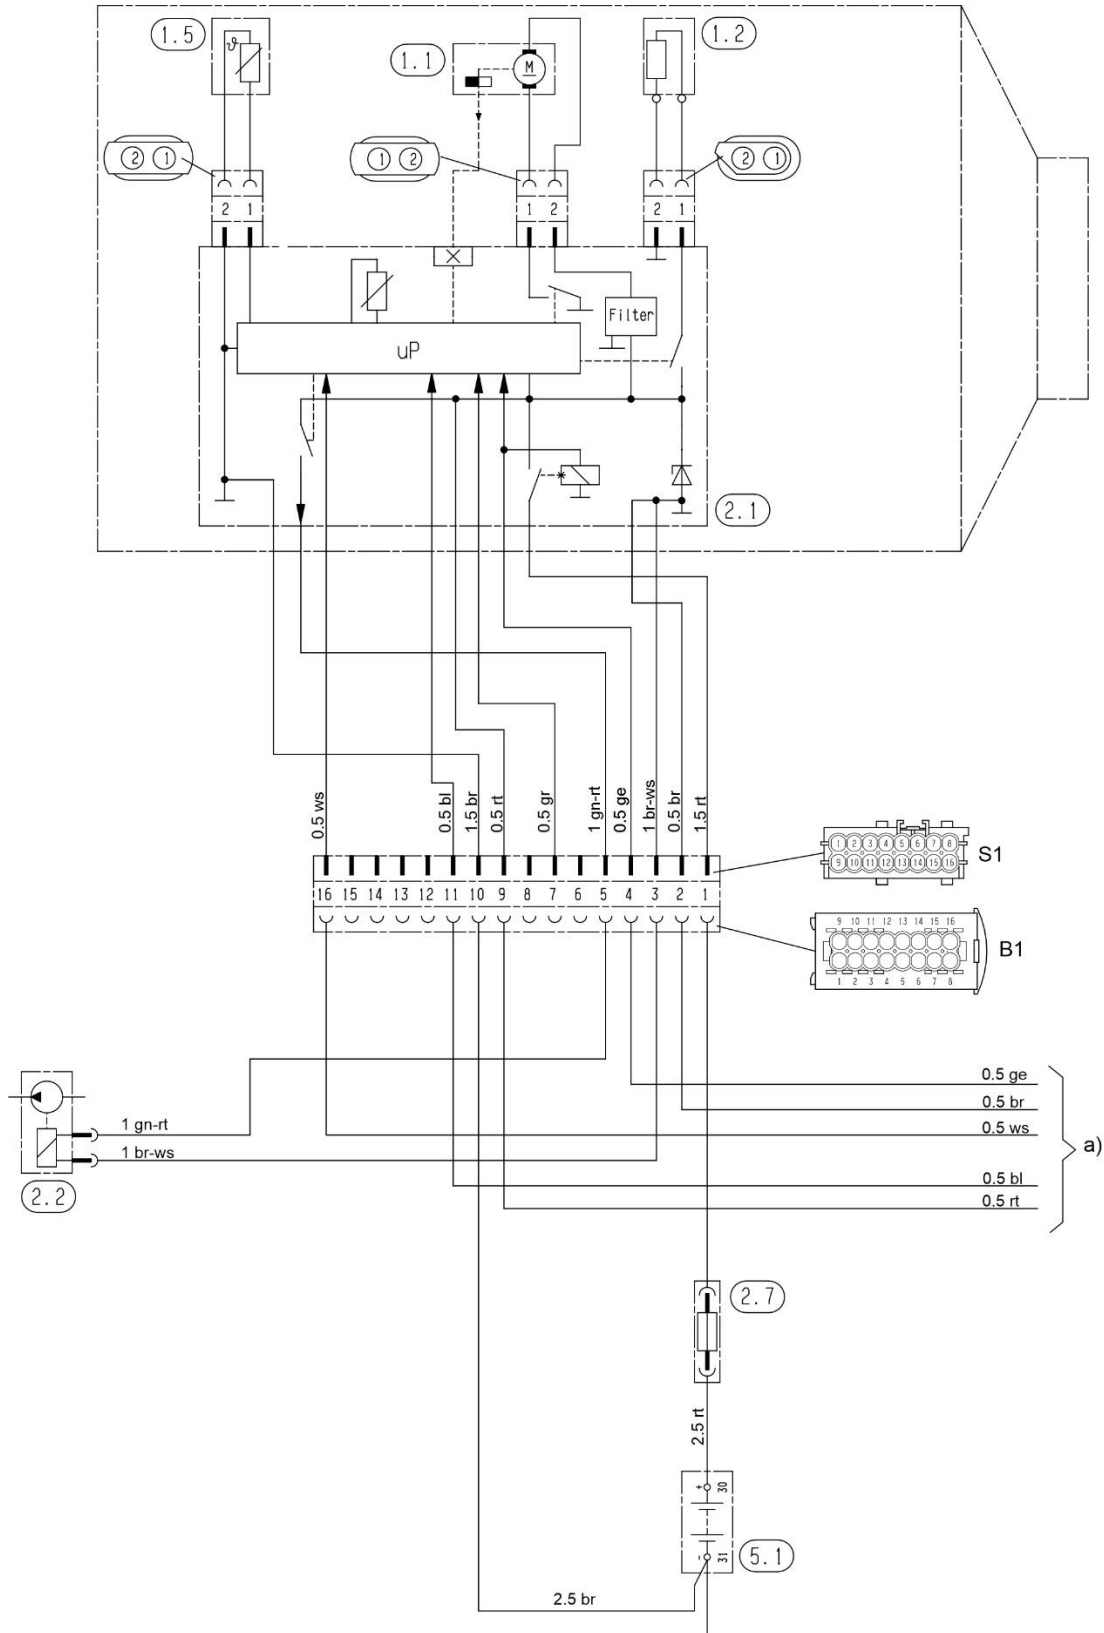 1.5
1.1
1.2
ϑ
M
2 1
1 2
2 1
2 1
1 2
2 1
Filter
uP
2.1
0.5 ws
0.5 bl
1.5 br
0.5 rt
0.5 gr
1 gn-rt
0.5 ge
1 br-ws
0.5 br
1.5 rt
1 2 3 4 5 6 7 8
9 10 11 12 13 14 15 16
S1
16 15 14 13 12 11 10 9 8 7 6 5 4 3 2 1
9 10 11 12 13 14 15 16
B1
1 2 3 4 5 6 7 8
0.5 ge
0.5 br
0.5 ws
0.5 bl
0.5 rt
a)
1 gn-rt
1 br-ws
2.2
2.7
2.5 rt
+ 30
- 31
5.1
2.5 br